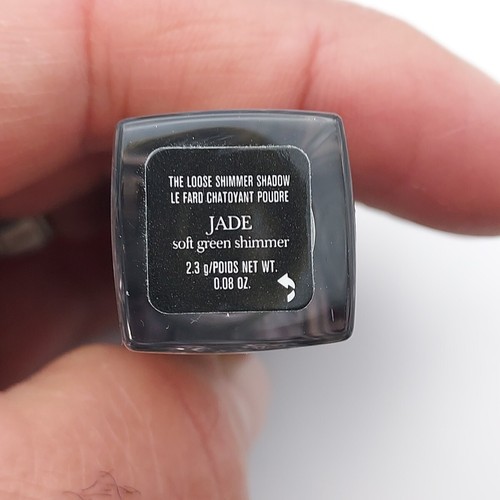 THE LOOSE SHIMMER SHADOW
LE FARD CHATOYANT POUDRE
JADE
soft green shimmer
2.3 g/POIDS NET WT.
0.08 OZ.